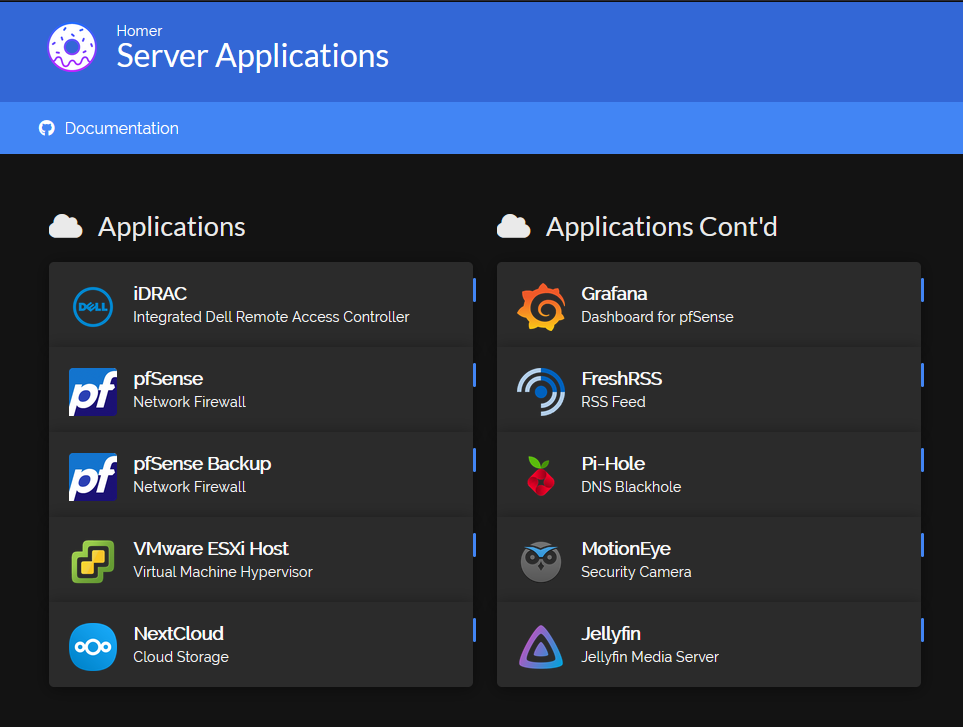 Homer
Server Applications
Documentation
Applications
DELL
iDRAC
Integrated Dell Remote Access Controller
pf
pfSense
Network Firewall
pf
pfSense Backup
Network Firewall
VMware ESXi Host
Virtual Machine Hypervisor
NextCloud
Cloud Storage
Applications Cont'd
Grafana
Dashboard for pfSense
FreshRSS
RSS Feed
Pi-Hole
DNS Blackhole
MotionEye
Security Camera
Jellyfin
Jellyfin Media Server